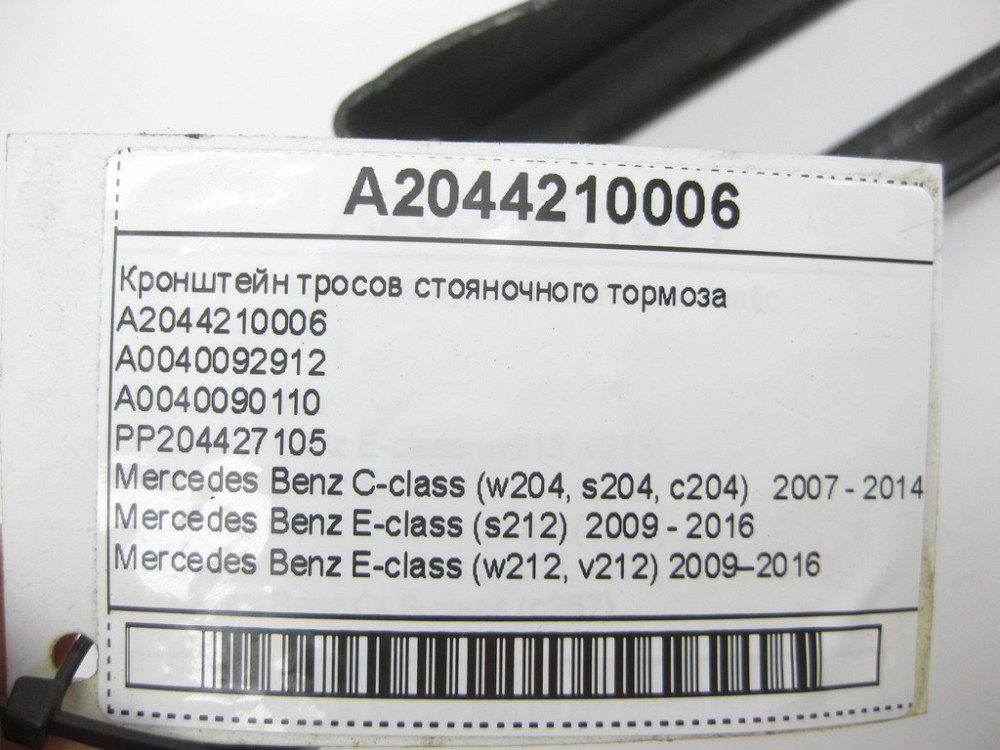 A2044210006
Кронштейн тросов стояночного тормоза
A2044210006
A0040092912
A0040090110
PP204427105
Mercedes Benz C-class (w204, s204, c204) 2007 - 2014
Mercedes Benz E-class (s212) 2009 - 2016
Mercedes Benz E-class (w212, v212) 2009–2016